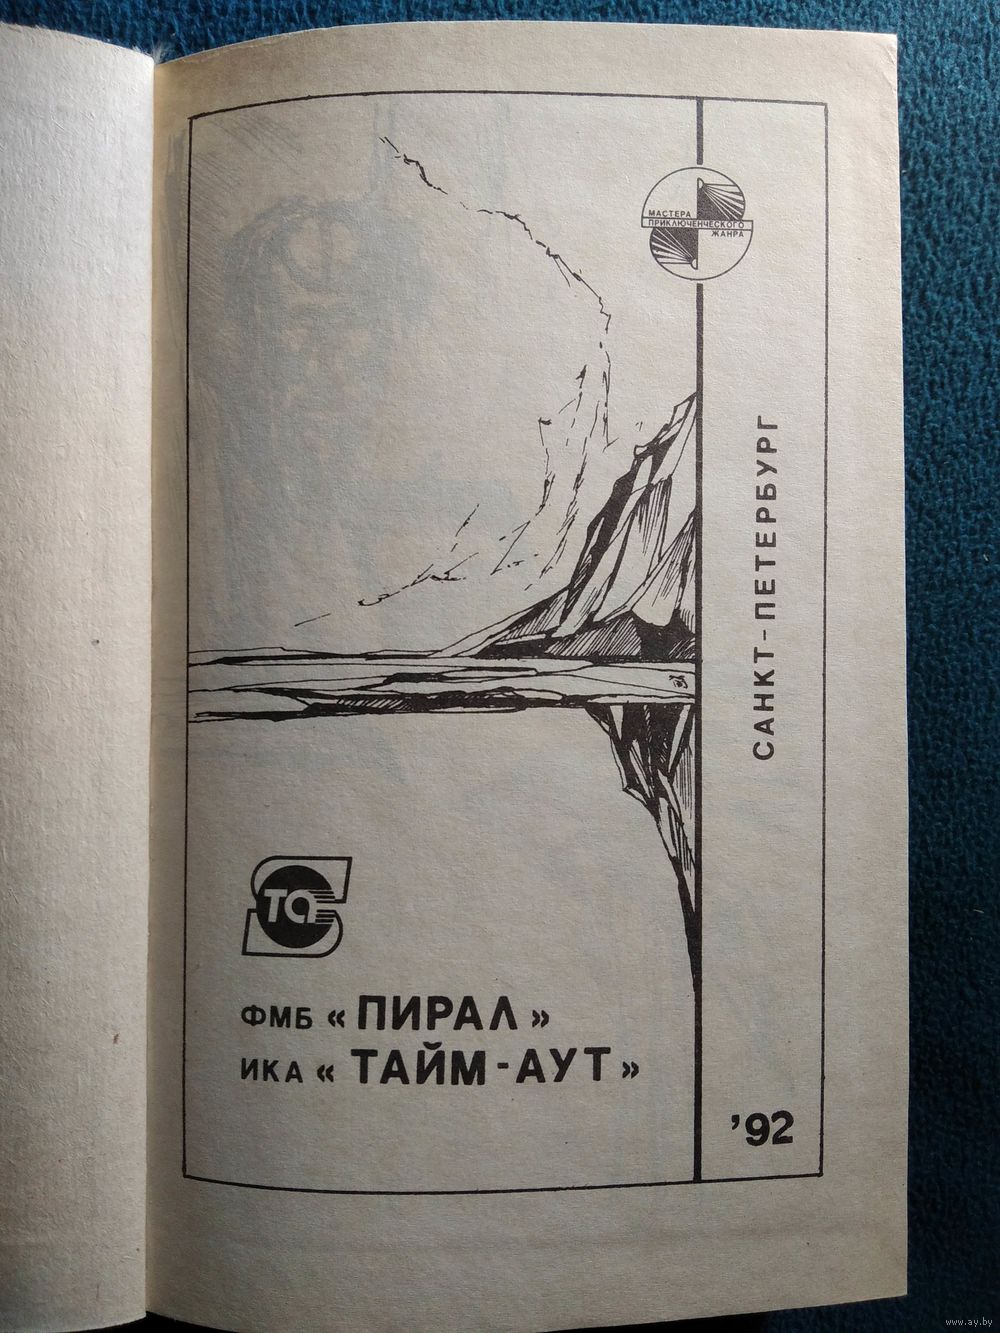 МАСТЕРА
ПРИКЛЮЧЕНЧЕСКОГО
ЖАНРА
САНКТ-ПЕТЕРБУРГ
Та
ФМБ «ПИРАЛ»
ИКА «ТАЙМ-АУТ»
'92
www.ay.by